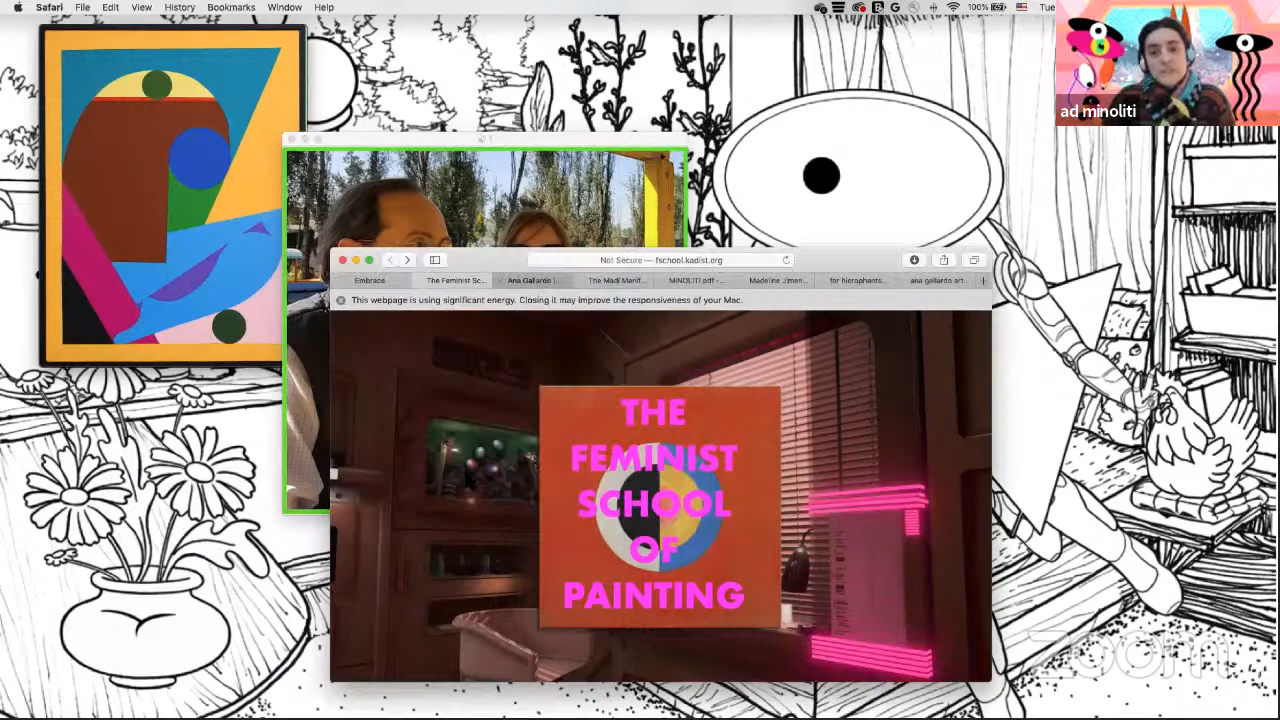 Safari File Edit View History Bookmarks Window Help
100% Tue
ad minoliti
Not Secure — fschool.kadist.org
Embrace The Feminist Sc... Ana Gallardo |... The Madí Manif... MINOLITI.pdf -... Madeline Jimén... for hierophants... ana gallardo art...
This webpage is using significant energy. Closing it may improve the responsiveness of your Mac.
THE
FEMINIST
SCHOOL
OF
PAINTING
zoom